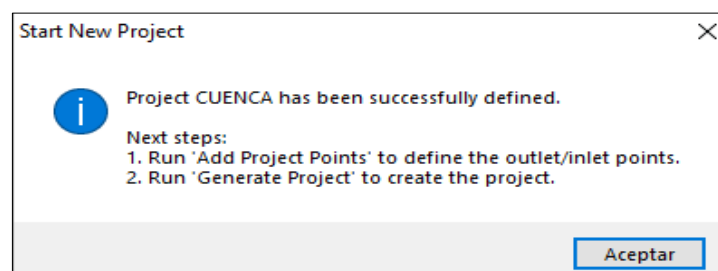 Start New Project
Project CUENCA has been successfully defined.
Next steps:
1. Run 'Add Project Points' to define the outlet/inlet points.
2. Run 'Generate Project' to create the project.
Aceptar